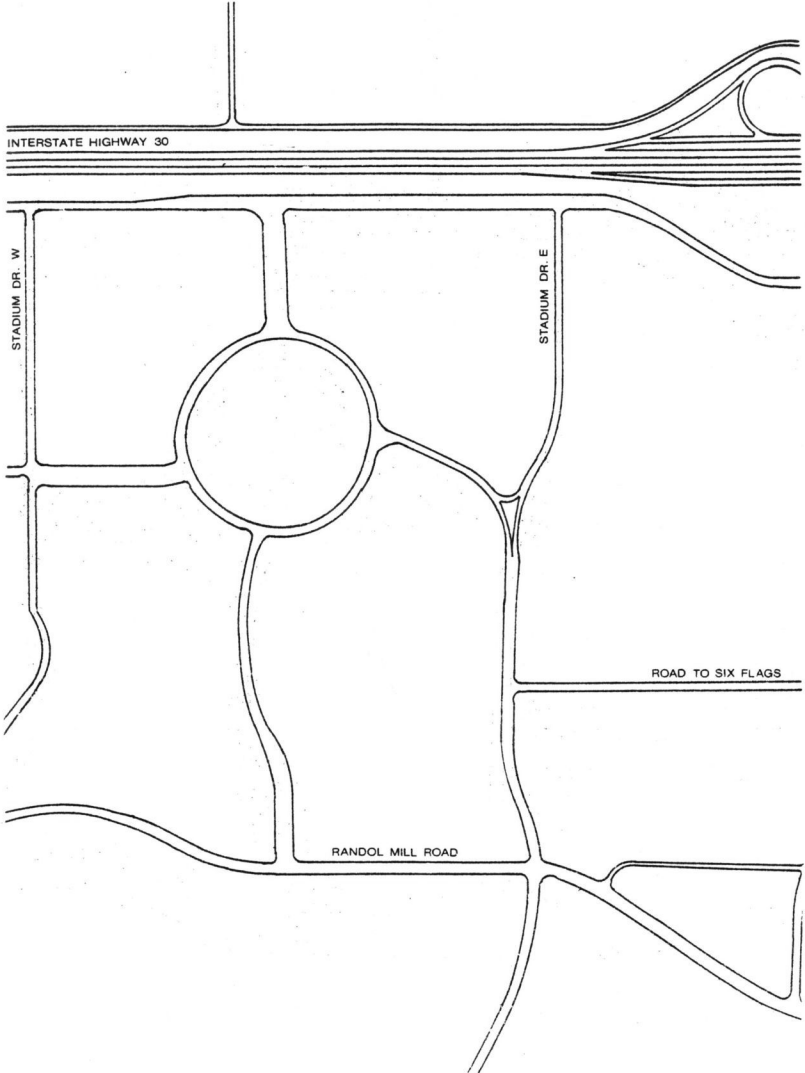 INTERSTATE HIGHWAY 30
STADIUM DR. W
STADIUM DR. E
ROAD TO SIX FLAGS
RANDOL MILL ROAD